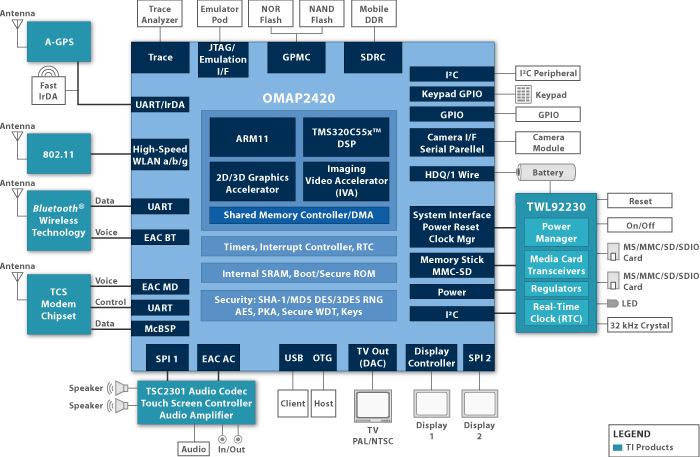 Antenna
A-GPS
Fast
IrDA
Antenna
802.11
Antenna
Bluetooth®
Wireless
Technology
Data
Voice
Antenna
TCS
Modem
Chipset
Voice
Control
Data
Trace
Analyzer
Emulator
Pod
NOR
Flash
NAND
Flash
Mobile
DDR
Trace
JTAG/
Emulation
I/F
GPMC
SDRC
OMAP2420
UART/IrDA
High-Speed
WLAN a/b/g
UART
EAC BT
EAC MD
UART
McBSP
ARM11
TMS320C55x™
DSP
2D/3D Graphics
Accelerator
Imaging
Video Accelerator
(IVA)
Shared Memory Controller/DMA
Timers, Interrupt Controller, RTC
Internal SRAM, Boot/Secure ROM
Security: SHA-1/MD5 DES/3DES RNG
AES, PKA, Secure WDT, Keys
I²C
Keypad GPIO
GPIO
Camera I/F
Serial Parellel
HDQ/1 Wire
System Interface
Power Reset
Clock Mgr
Memory Stick
MMC-SD
Power
I²C
I²C Peripheral
Keypad
GPIO
Camera
Module
Battery
TWL92230
Power
Manager
Media Card
Transceivers
Regulators
Real-Time
Clock (RTC)
Reset
On/Off
MS/MMC/SD/SDIO
Card
MS/MMC/SD/SDIO
Card
LED
32 kHz Crystal
SPI 1
EAC AC
USB OTG
TV Out
(DAC)
Display
Controller
SPI 2
Speaker
Speaker
TSC2301 Audio Codec
Touch Screen Controller
Audio Amplifier
Audio
In/Out
Client
Host
TV
PAL/NTSC
Display
1
Display
2
LEGEND
TI Products